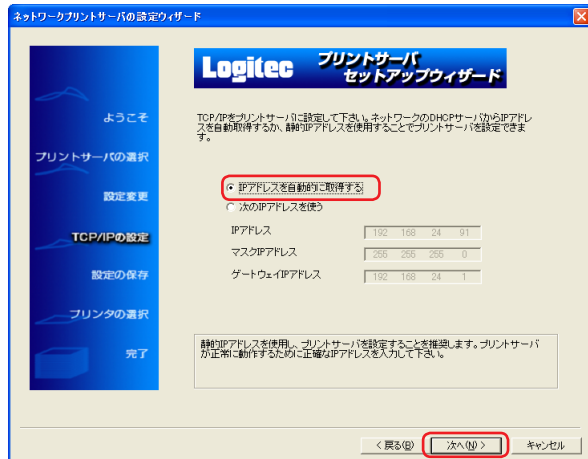 ネットワークプリントサーバの設定ウィザード
Logitec
プリントサーバ
セットアップウィザード
ようこそ
プリントサーバの選択
設定変更
TCP/IPの設定
設定の保存
プリンタの選択
完了
TCP/IPをプリントサーバに設定して下さい。ネットワークのDHCPサーバからIPアドレ
スを自動取得するか、静的IPアドレスを使用することでプリントサーバを設定できま
す。
IPアドレスを自動的に取得する
次のIPアドレスを使う
IPアドレス 192 168 24 91
マスクIPアドレス 255 255 255 0
ゲートウェイIPアドレス 192 168 24 1
静的IPアドレスを使用し、プリントサーバを設定することを推奨します。プリントサーバ
が正常に動作するために正確なIPアドレスを入力して下さい。
< 戻る(B)
次へ(N) >
キャンセル